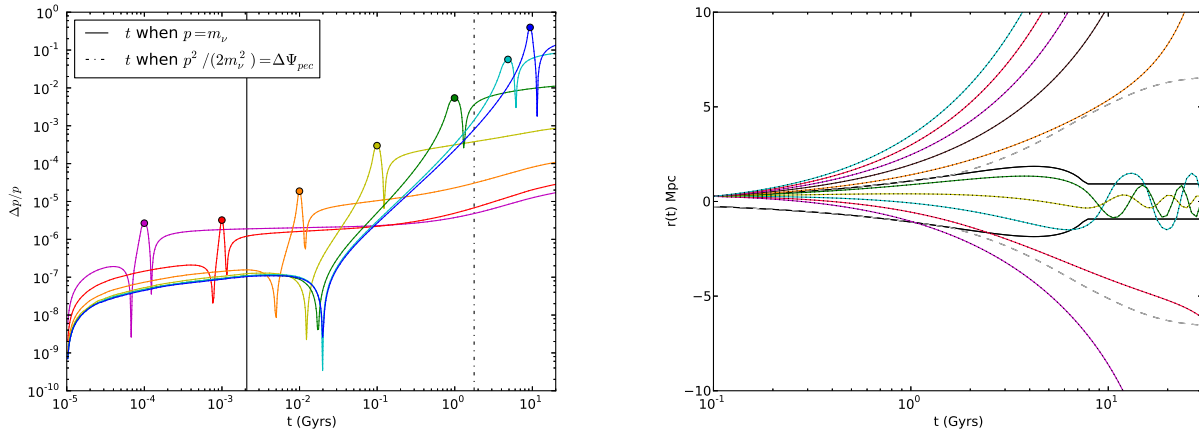 10^0
10^-1
10^-2
10^-3
10^-4
10^-5
10^-6
10^-7
10^-8
10^-9
10^-10
Δp/p
t when p=m_ν
t when p^2/(2m_ν^2)=ΔΨ_pec
10^-5 10^-4 10^-3 10^-2 10^-1 10^0 10^1
t (Gyrs)
10
5
0
−5
−10
r(t) Mpc
10^-1 10^0 10^1
t (Gyrs)